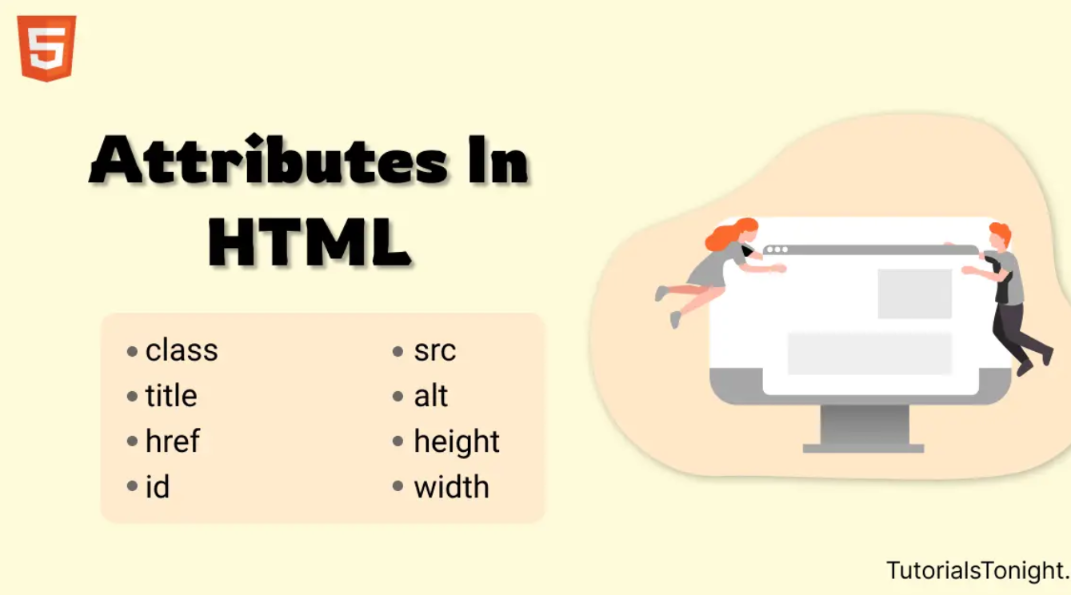 5
Attributes In
HTML
class
title
href
id
src
alt
height
width
TutorialsTonight.